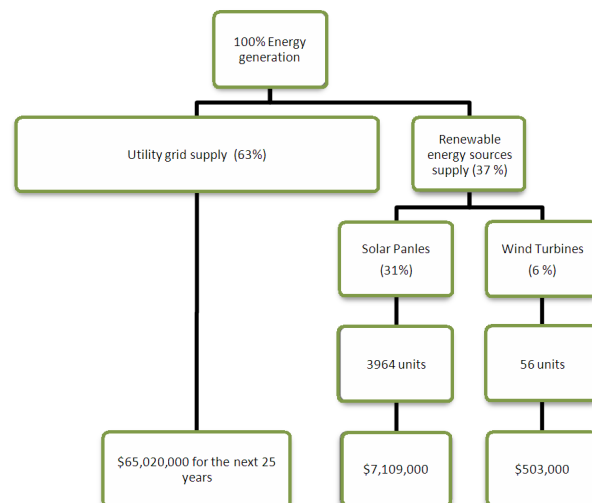 100% Energy
generation
Utility grid supply  (63%)
Renewable
energy sources
supply (37 %)
Solar Panles
(31%)
Wind Turbines
(6 %)
3964 units
56 units
$65,020,000 for the next 25
years
$7,109,000
$503,000